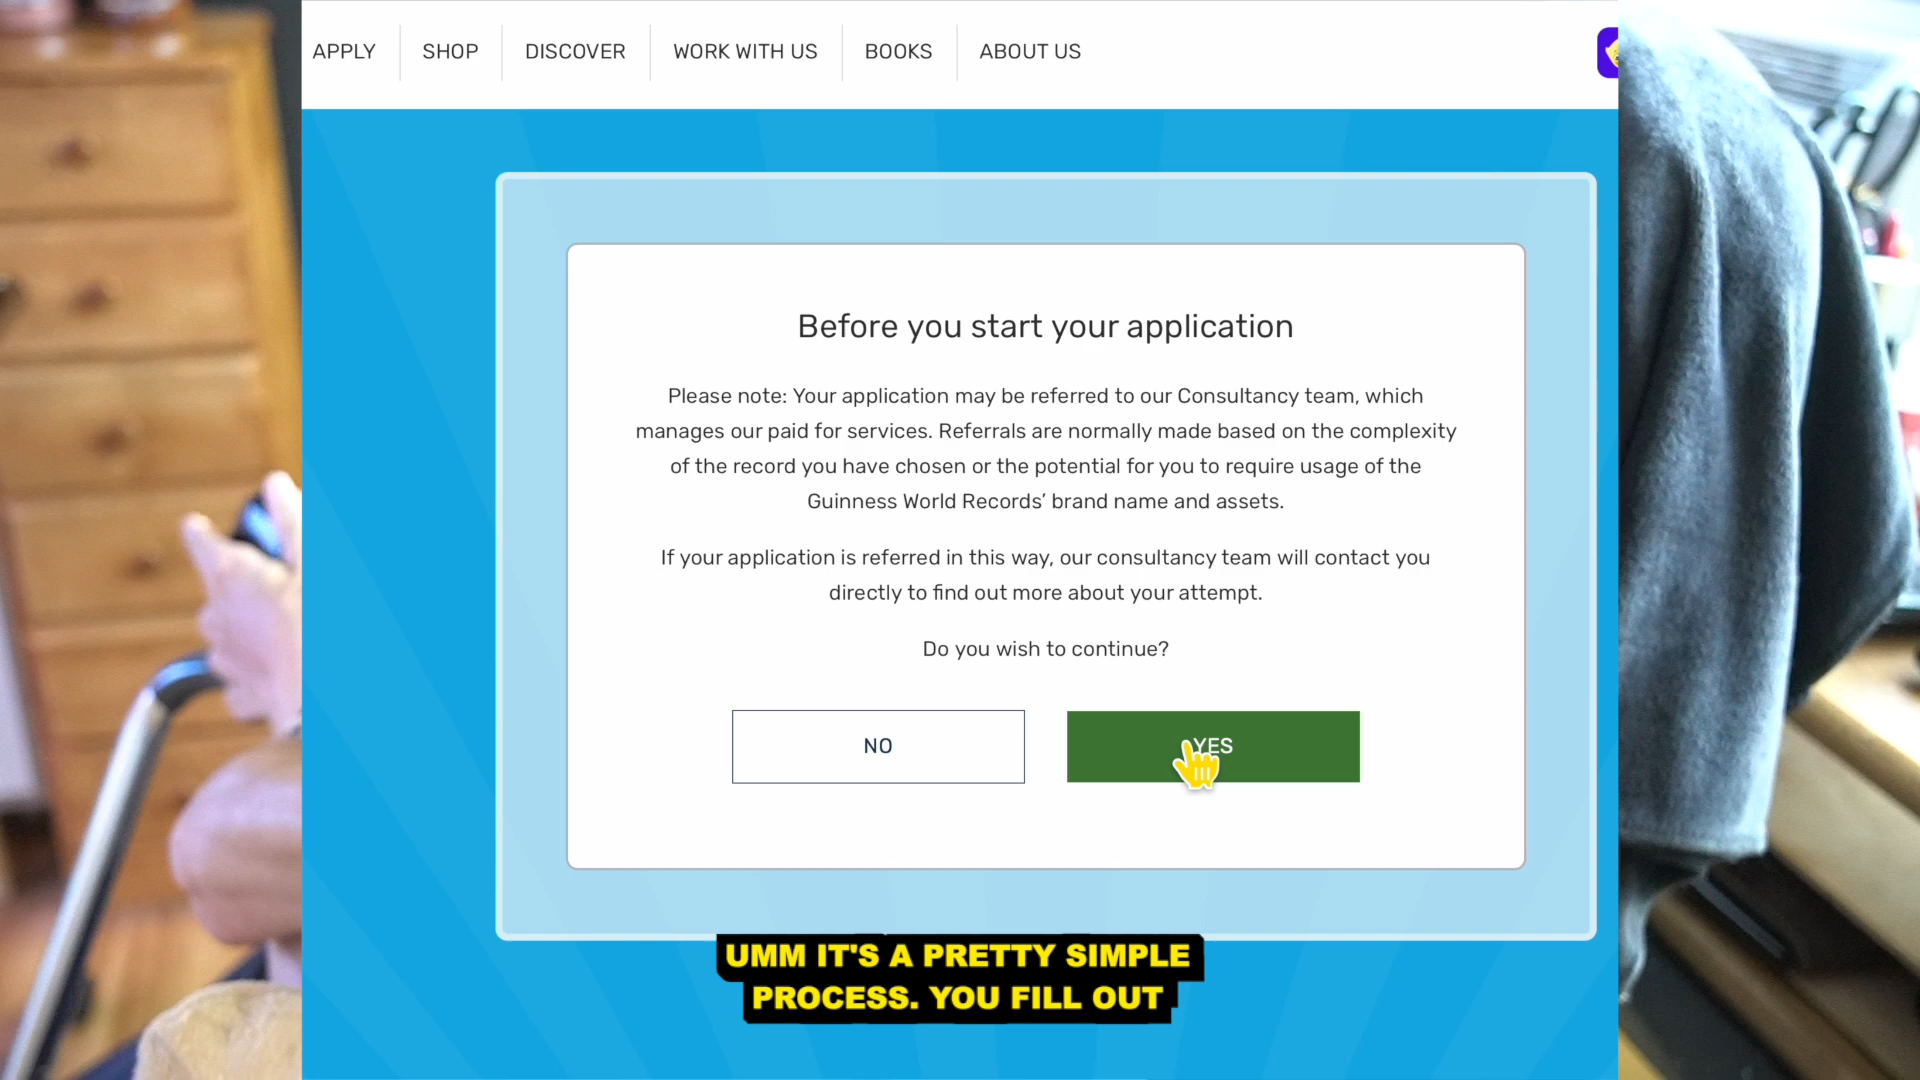 APPLY
SHOP
DISCOVER
WORK WITH US
BOOKS
ABOUT US
Before you start your application
Please note: Your application may be referred to our Consultancy team, which
manages our paid for services. Referrals are normally made based on the complexity
of the record you have chosen or the potential for you to require usage of the
Guinness World Records’ brand name and assets.
If your application is referred in this way, our consultancy team will contact you
directly to find out more about your attempt.
Do you wish to continue?
NO
YES
UMM IT'S A PRETTY SIMPLE
PROCESS. YOU FILL OUT